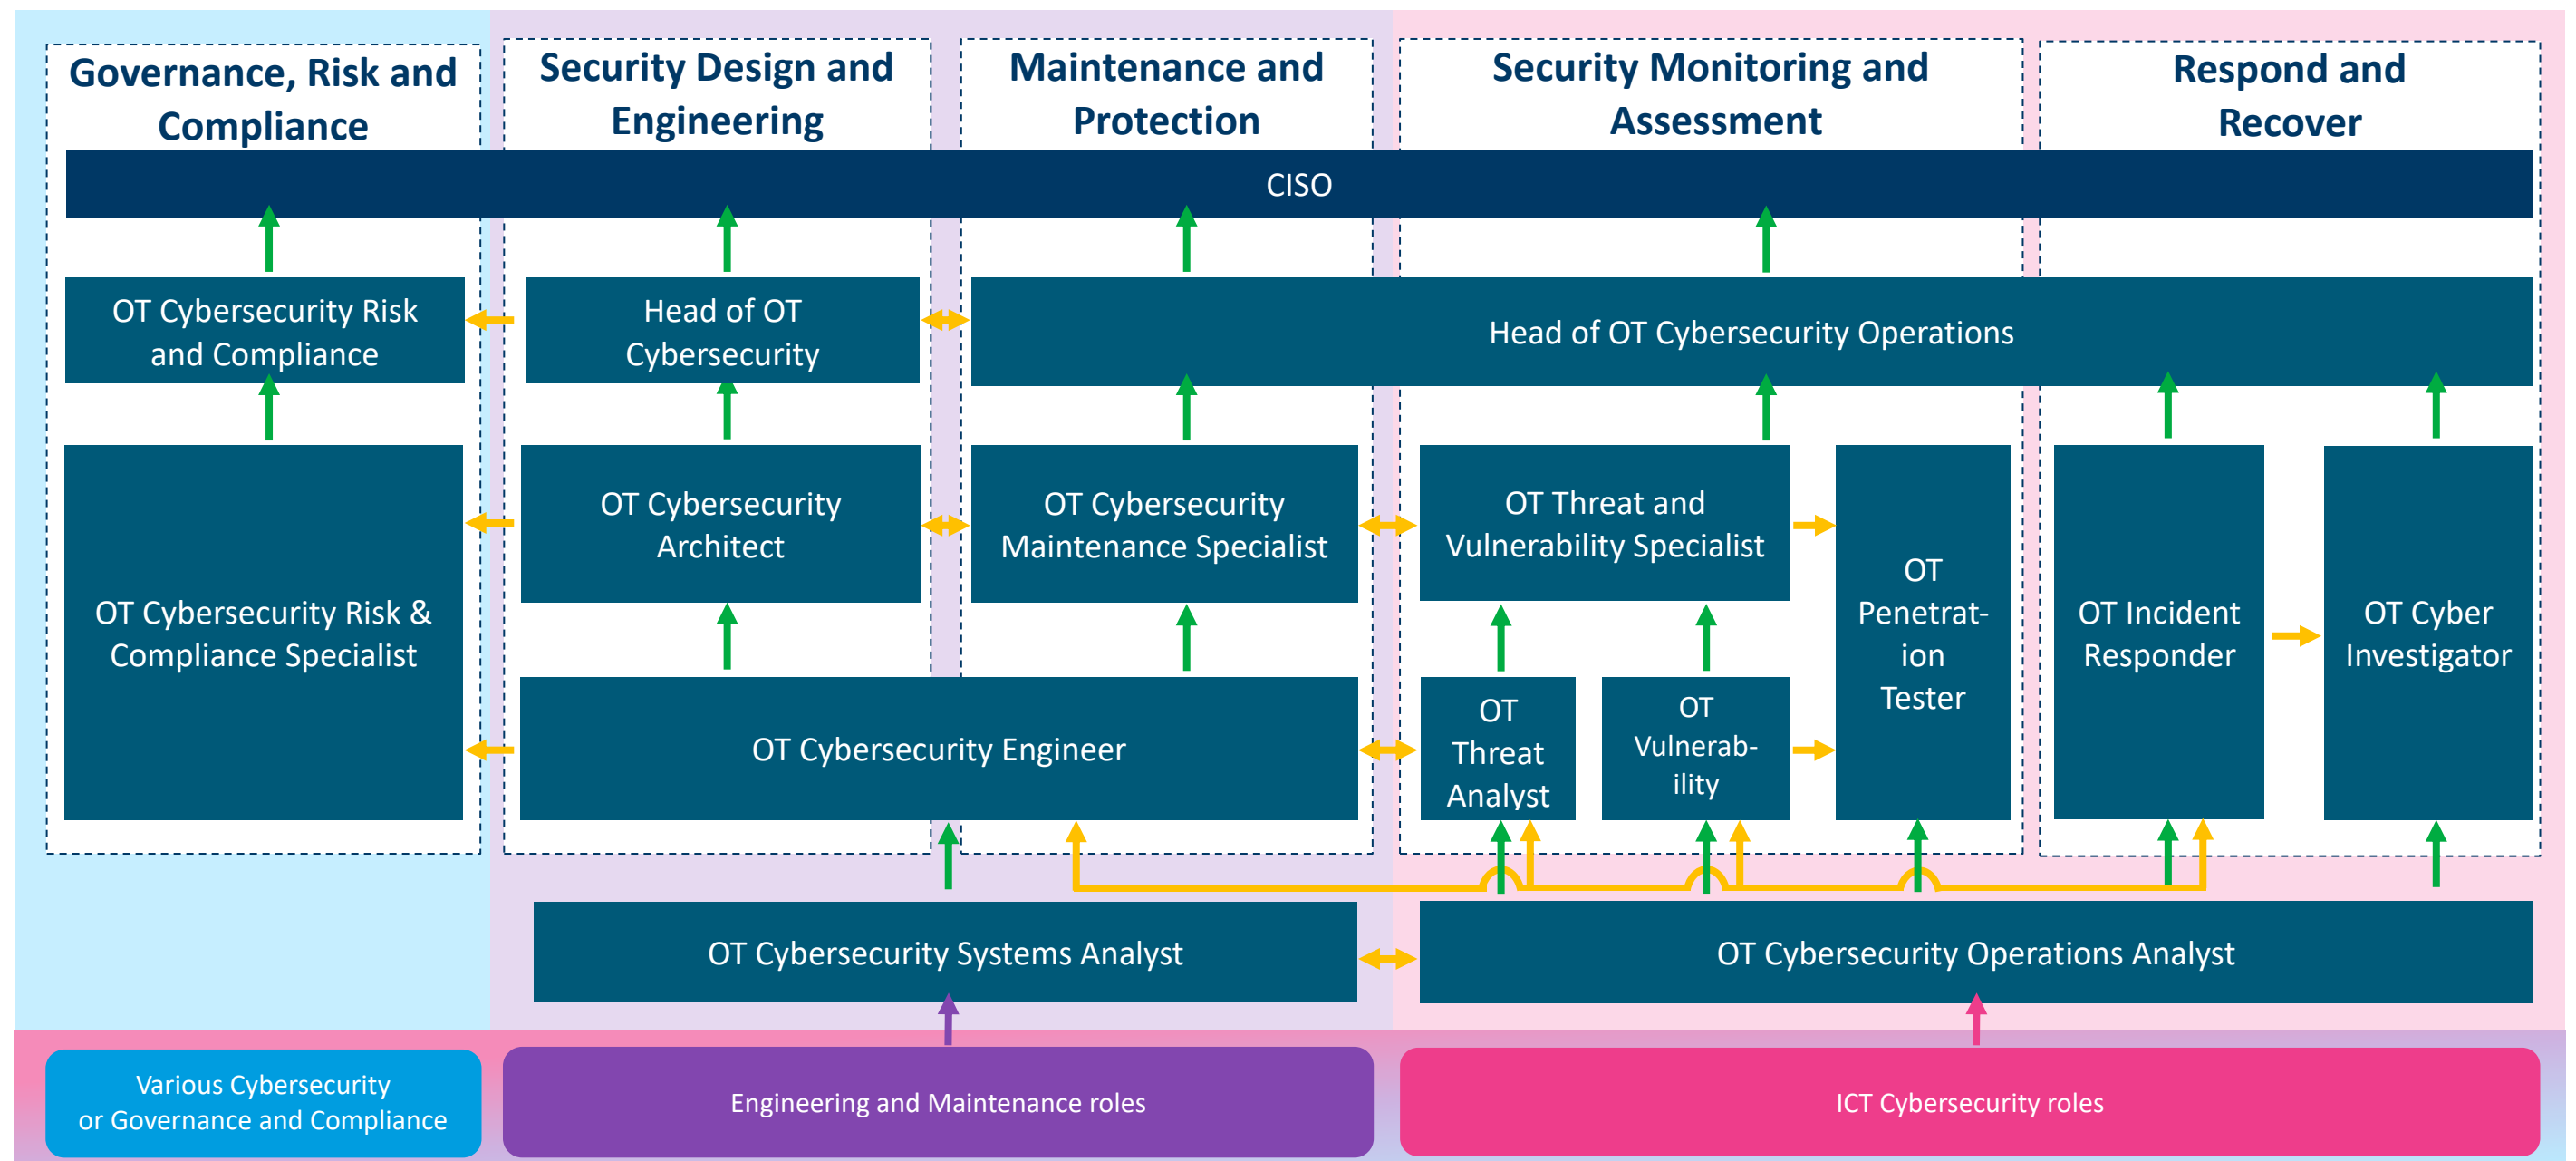 Governance, Risk and
Compliance
Security Design and
Engineering
Maintenance and
Protection
Security Monitoring and
Assessment
Respond and
Recover
CISO
OT Cybersecurity Risk
and Compliance
Head of OT
Cybersecurity
Head of OT Cybersecurity Operations
OT Cybersecurity Risk &
Compliance Specialist
OT Cybersecurity
Architect
OT Cybersecurity
Maintenance Specialist
OT Threat and
Vulnerability Specialist
OT
Penetrat-
ion
Tester
OT Incident
Responder
OT Cyber
Investigator
OT Cybersecurity Engineer
OT
Threat
Analyst
OT
Vulnerab-
ility
OT Cybersecurity Systems Analyst
OT Cybersecurity Operations Analyst
Various Cybersecurity
or Governance and Compliance
Engineering and Maintenance roles
ICT Cybersecurity roles